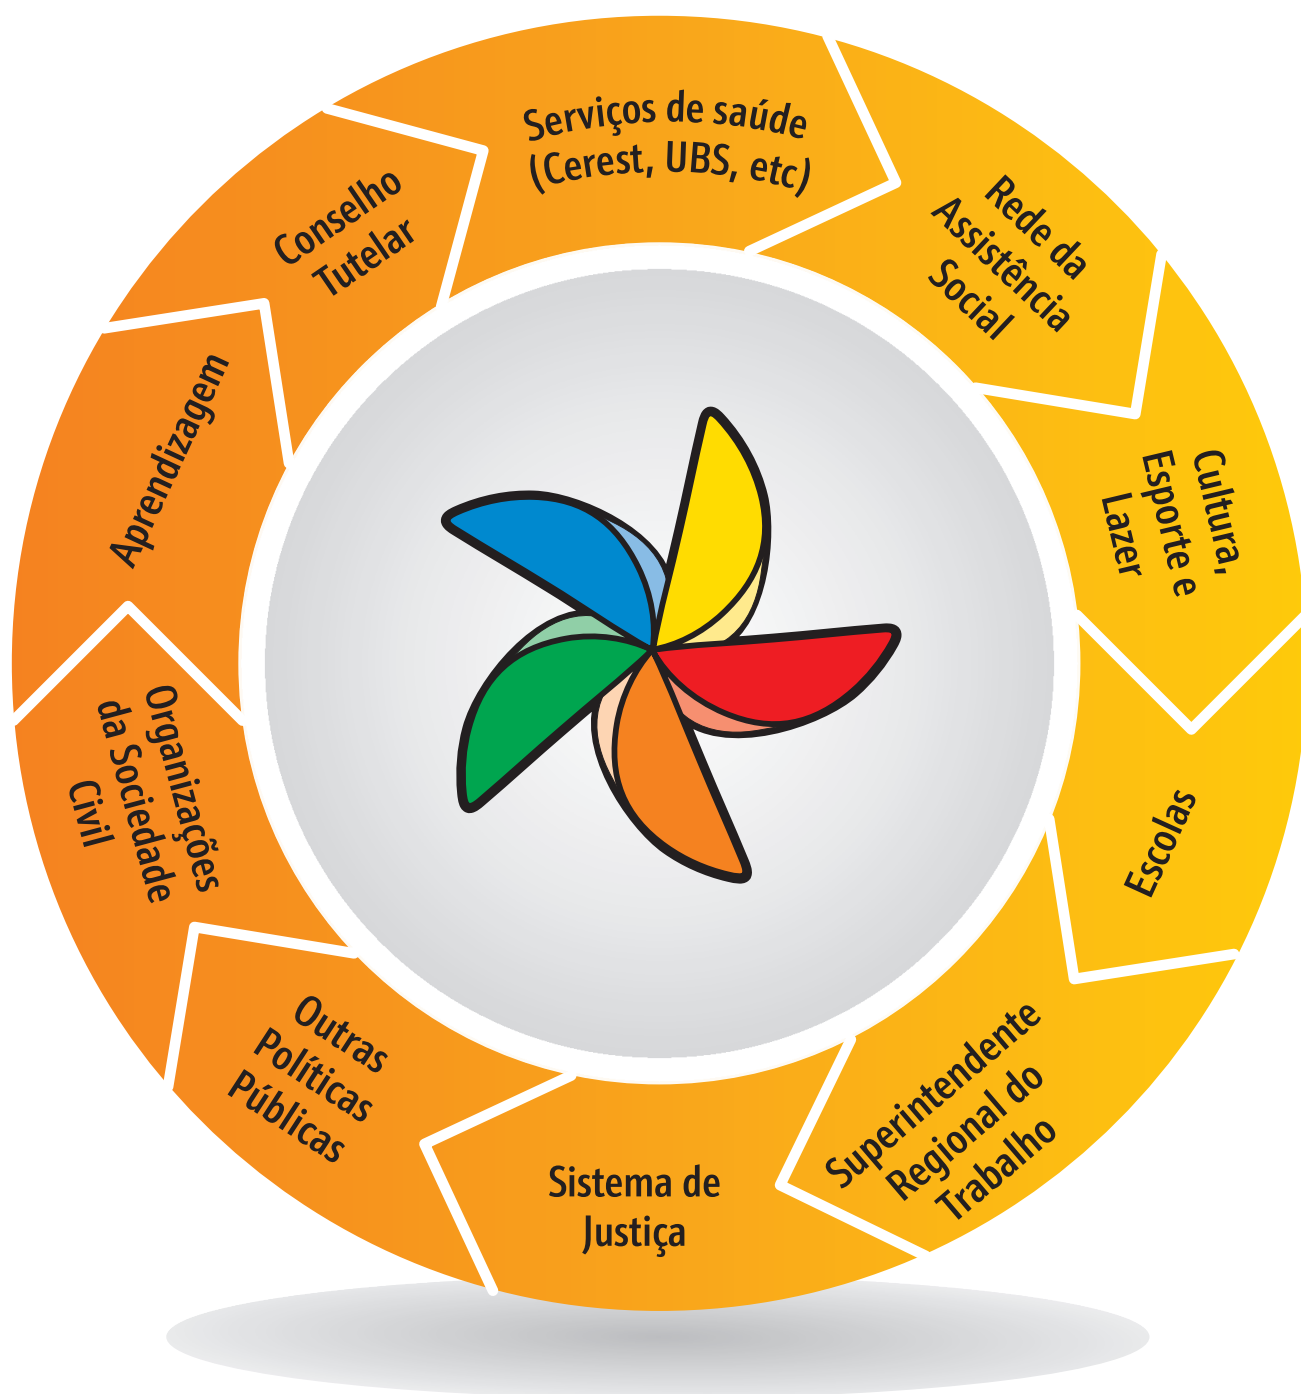 Serviços de saúde
(Cerest, UBS, etc)
Rede da
Assistência
Social
Cultura,
Esporte e
Lazer
Escolas
Superintendente
Regional do
Trabalho
Sistema de
Justiça
Outras
Políticas
Públicas
Organizações
da Sociedade
Civil
Aprendizagem
Conselho
Tutelar